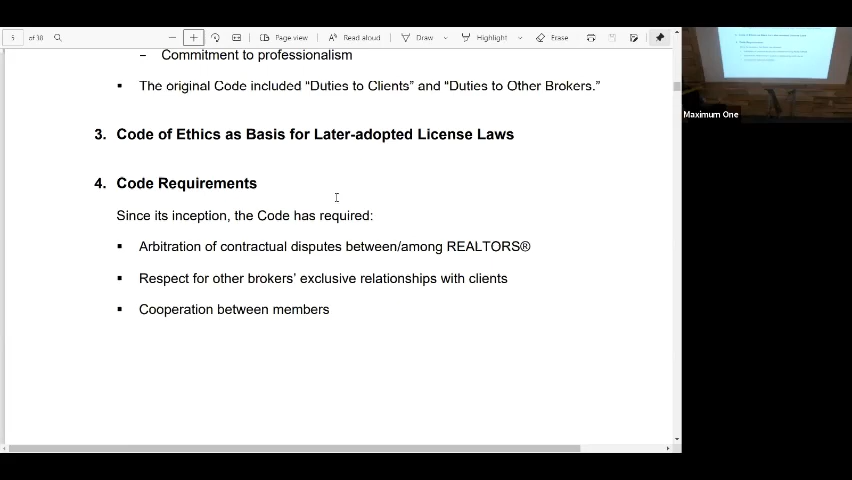 5 of 38 Page view Read aloud Draw Highlight Erase
– Commitment to professionalism
▪ The original Code included “Duties to Clients” and “Duties to Other Brokers.”
3. Code of Ethics as Basis for Later-adopted License Laws
4. Code Requirements
Since its inception, the Code has required:
▪ Arbitration of contractual disputes between/among REALTORS®
▪ Respect for other brokers’ exclusive relationships with clients
▪ Cooperation between members
Maximum One